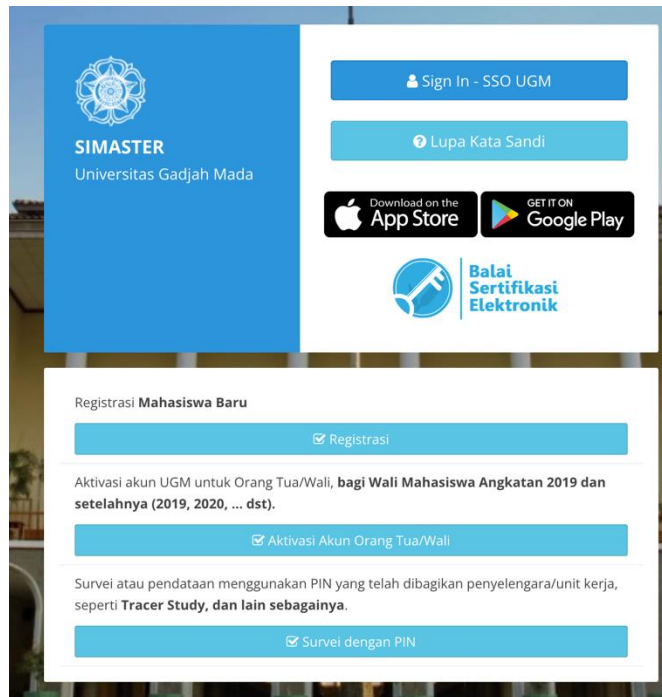 SIMASTER
Universitas Gadjah Mada
Sign In - SSO UGM
Lupa Kata Sandi
Download on the
App Store
GET IT ON
Google Play
Balai
Sertifikasi
Elektronik
Registrasi Mahasiswa Baru
Registrasi
Aktivasi akun UGM untuk Orang Tua/Wali, bagi Wali Mahasiswa Angkatan 2019 dan
setelahnya (2019, 2020, ... dst).
Aktivasi Akun Orang Tua/Wali
Survei atau pendataan menggunakan PIN yang telah dibagikan penyelengara/unit kerja,
seperti Tracer Study, dan lain sebagainya.
Survei dengan PIN